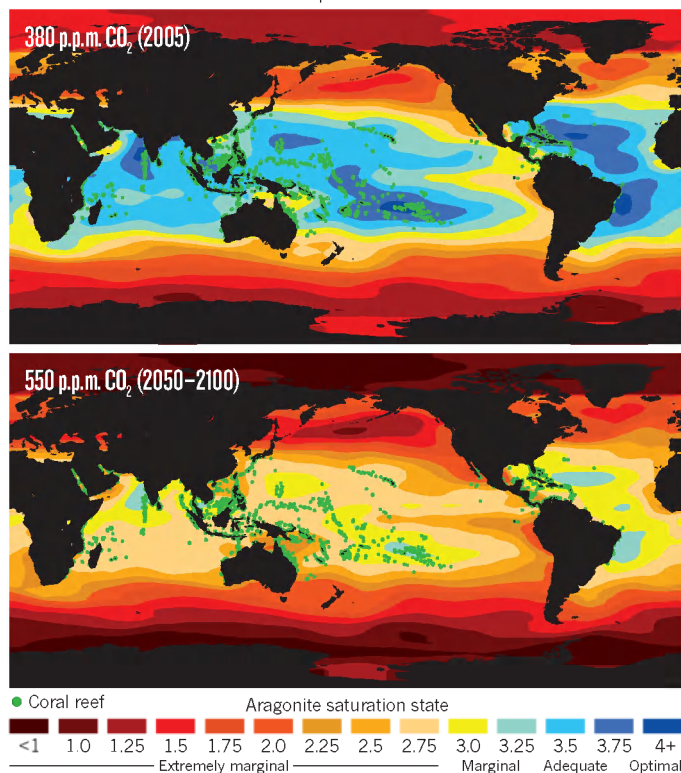 380 p.p.m. CO₂ (2005)
550 p.p.m. CO₂ (2050–2100)
Coral reef Aragonite saturation state
<1 1.0 1.25 1.5 1.75 2.0 2.25 2.5 2.75 3.0 3.25 3.5 3.75 4+
Extremely marginal Marginal Adequate Optimal